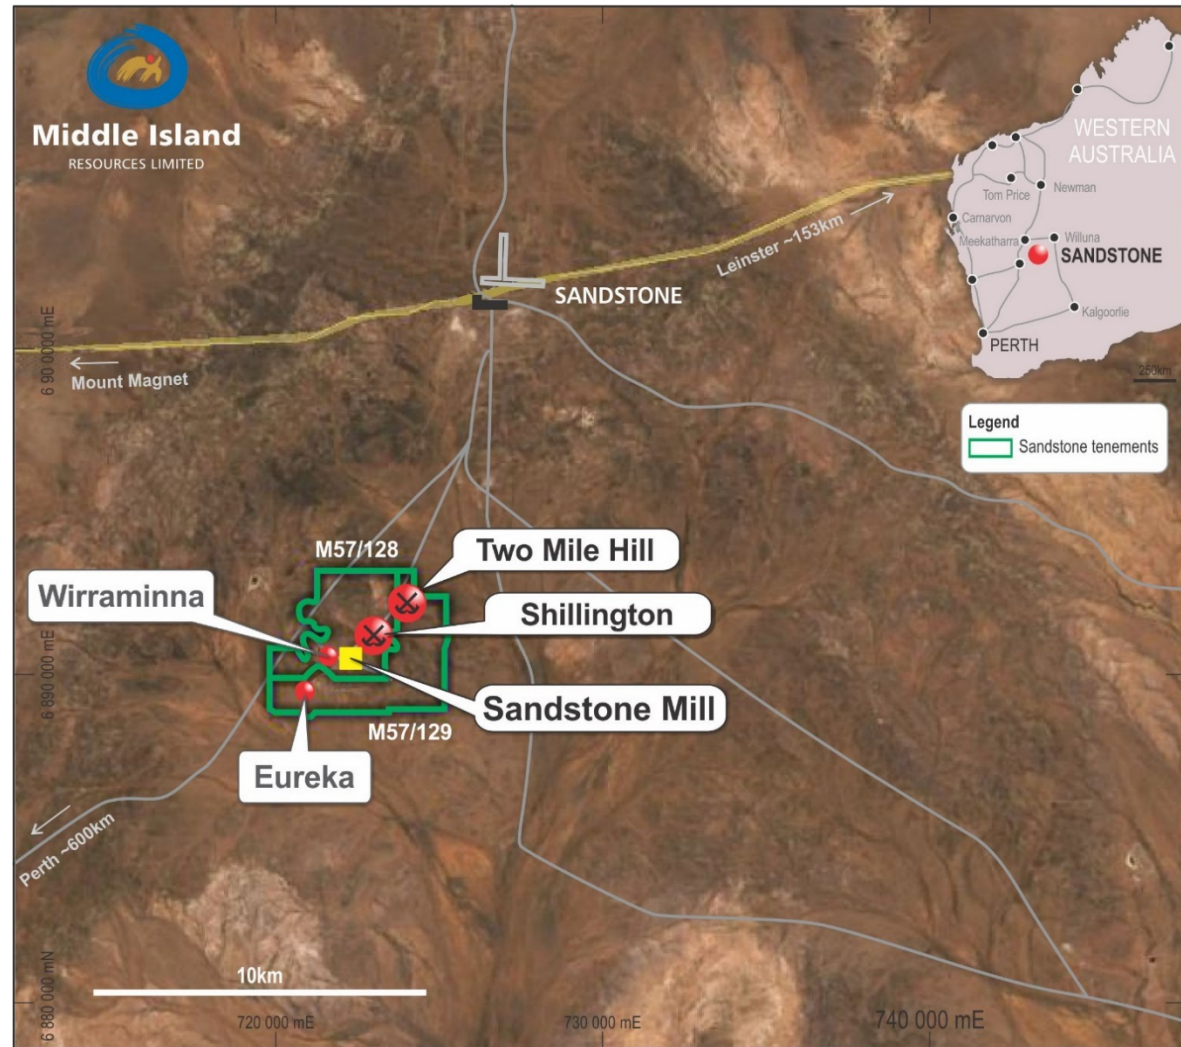 Middle Island
RESOURCES LIMITED
WESTERN
AUSTRALIA
Tom Price
Newman
Carnarvon
Meekatharra
Willuna
SANDSTONE
Kalgoorlie
PERTH
250km
Leinster ~153km
SANDSTONE
6 90 0000 mE
Mount Magnet
Legend
Sandstone tenements
M57/128
Two Mile Hill
Wirraminna
Shillington
6 890 000 mE
Sandstone Mill
M57/129
Eureka
Perth ~600km
10km
6 880 000 mN
720 000 mE
730 000 mE
740 000 mE